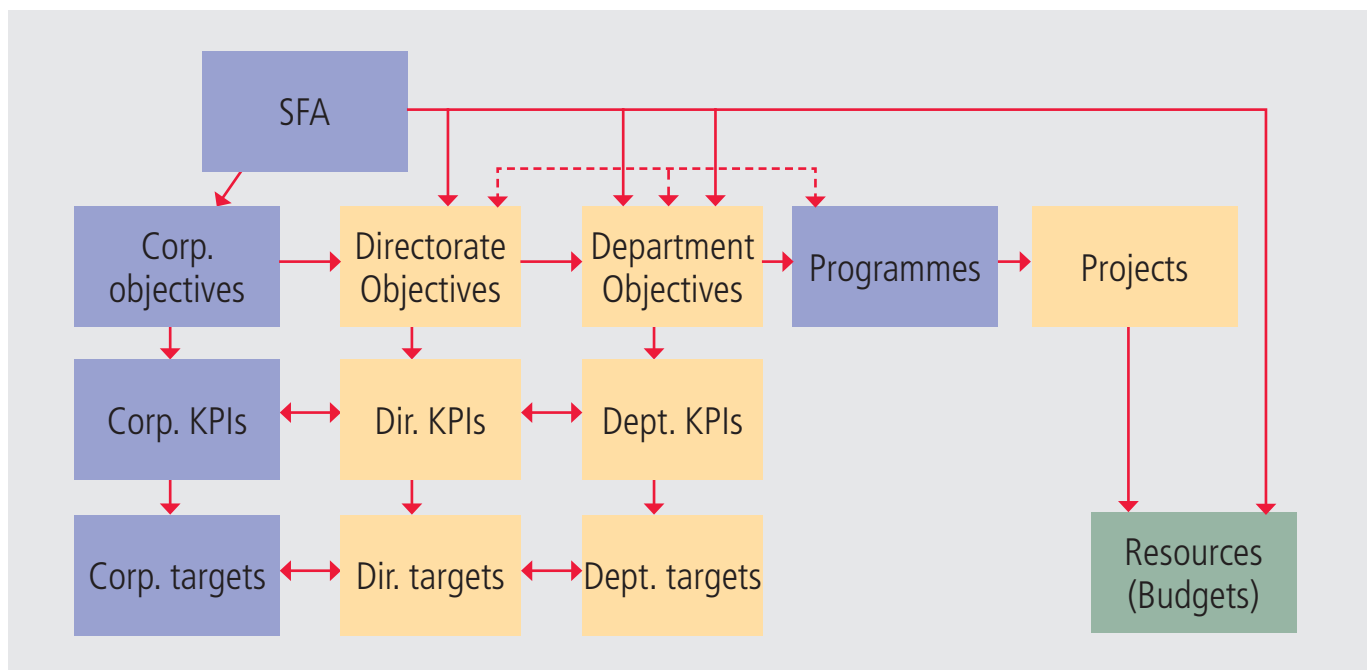 SFA
Corp.
objectives
Directorate
Objectives
Department
Objectives
Programmes
Projects
Corp. KPIs
Dir. KPIs
Dept. KPIs
Corp. targets
Dir. targets
Dept. targets
Resources
(Budgets)